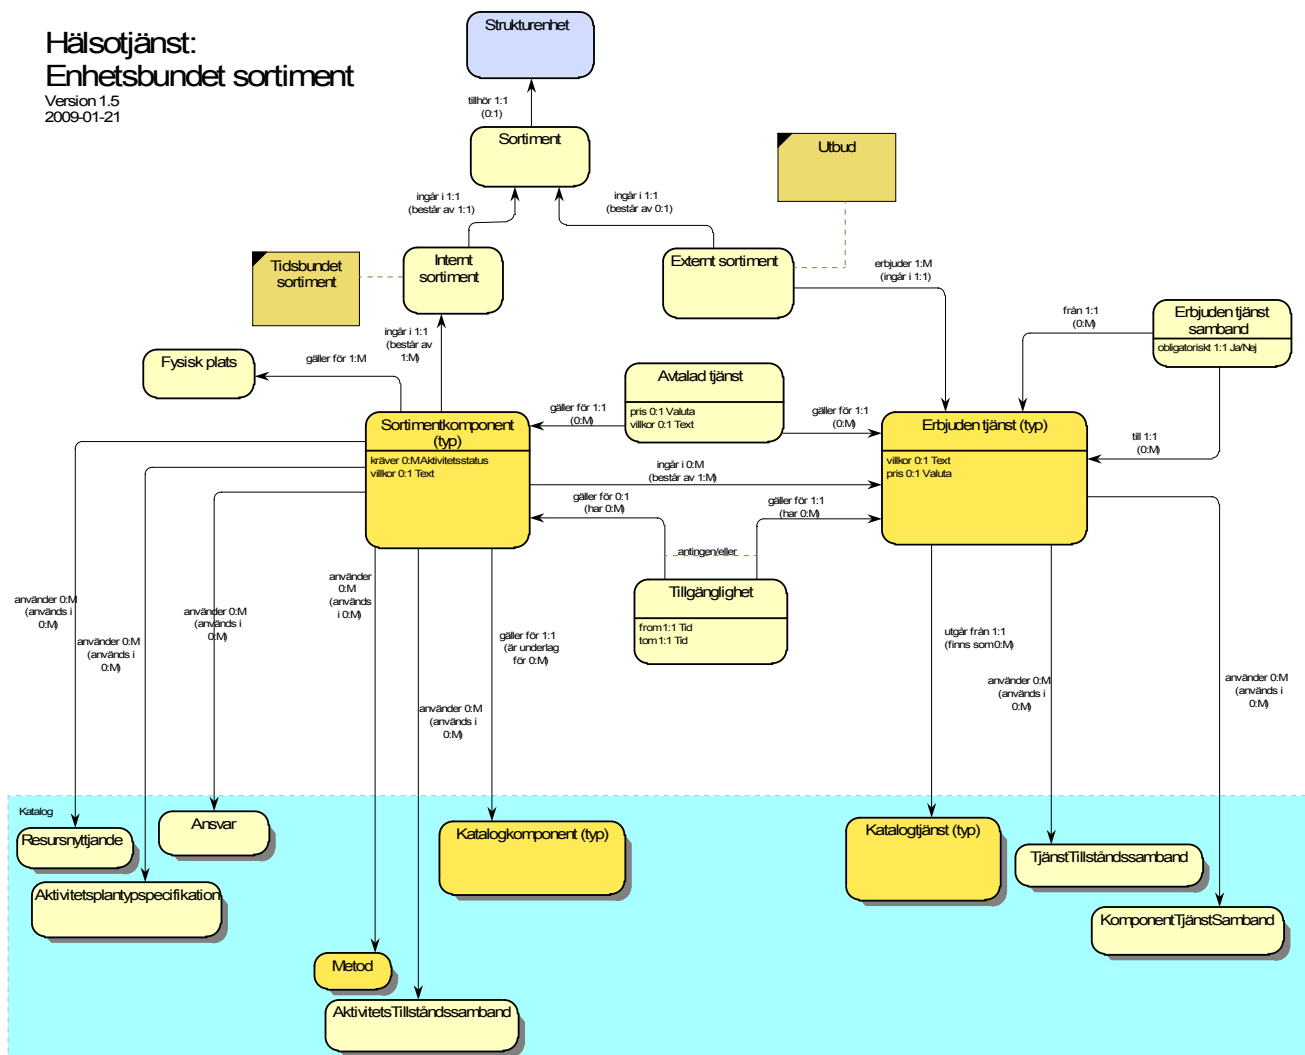 Hälsotjänst:
Enhetsbundet sortiment
Version 1.5
2009-01-21
Strukturenhet
tillhör 1:1
(0:1)
Sortiment
Utbud
ingår i 1:1
(består av 1:1)
ingår i 1:1
(består av 0:1)
Tidsbundet
sortiment
Internt
sortiment
Externt sortiment
erbjuder 1:M
(ingår i 1:1)
från 1:1
(0:M)
Erbjuden tjänst
samband
obligatoriskt 1:1 Ja/Nej
ingår i 1:1
(består av
1:M)
Fysisk plats
gäller för 1:M
Avtalad tjänst
pris 0:1 Valuta
villkor 0:1 Text
gäller för 1:1
(0:M)
gäller för 1:1
(0:M)
Sortimentkomponent
(typ)
kräver 0:M Aktivitetsstatus
villkor 0:1 Text
Erbjuden tjänst (typ)
villkor 0:1 Text
pris 0:1 Valuta
till 1:1
(0:M)
ingår i 0:M
(består av 1:M)
gäller för 0:1
(har 0:M)
gäller för 1:1
(har 0:M)
antingen/eller
Tillgänglighet
from 1:1 Tid
tom 1:1 Tid
använder 0:M
(används i
0:M)
använder 0:M
(används i
0:M)
använder 0:M
(används i
0:M)
använder
0:M
(används
i 0:M)
gäller för 1:1
(är underlag
för 0:M)
använder 0:M
(används i
0:M)
utgår från 1:1
(finns som 0:M)
använder 0:M
(används i
0:M)
använder 0:M
(används i
0:M)
Katalog
Resursnyttjande
Ansvar
Katalogkomponent (typ)
Katalogtjänst (typ)
TjänstTillståndssamband
Aktivitetsplantypspecifikation
KomponentTjänstSamband
Metod
AktivitetsTillståndssamband